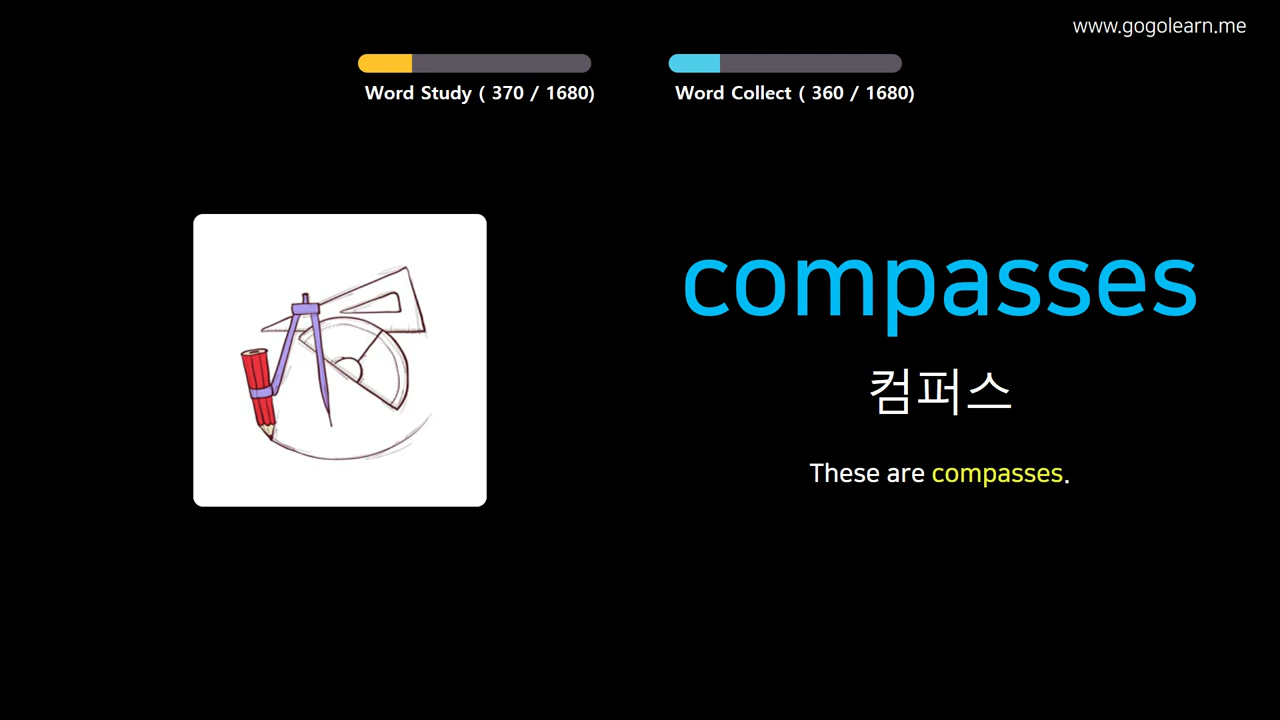 www.gogolearn.me
Word Study ( 370 / 1680)
Word Collect ( 360 / 1680)
compasses
컴퍼스
These are compasses.